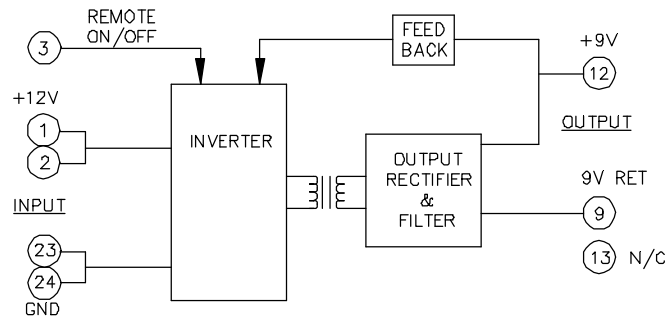 REMOTE
ON/OFF
3
+12V
1
2
INPUT
23
24
GND
INVERTER
FEED
BACK
OUTPUT
RECTIFIER
&
FILTER
+9V
12
OUTPUT
9V RET
9
13 N/C